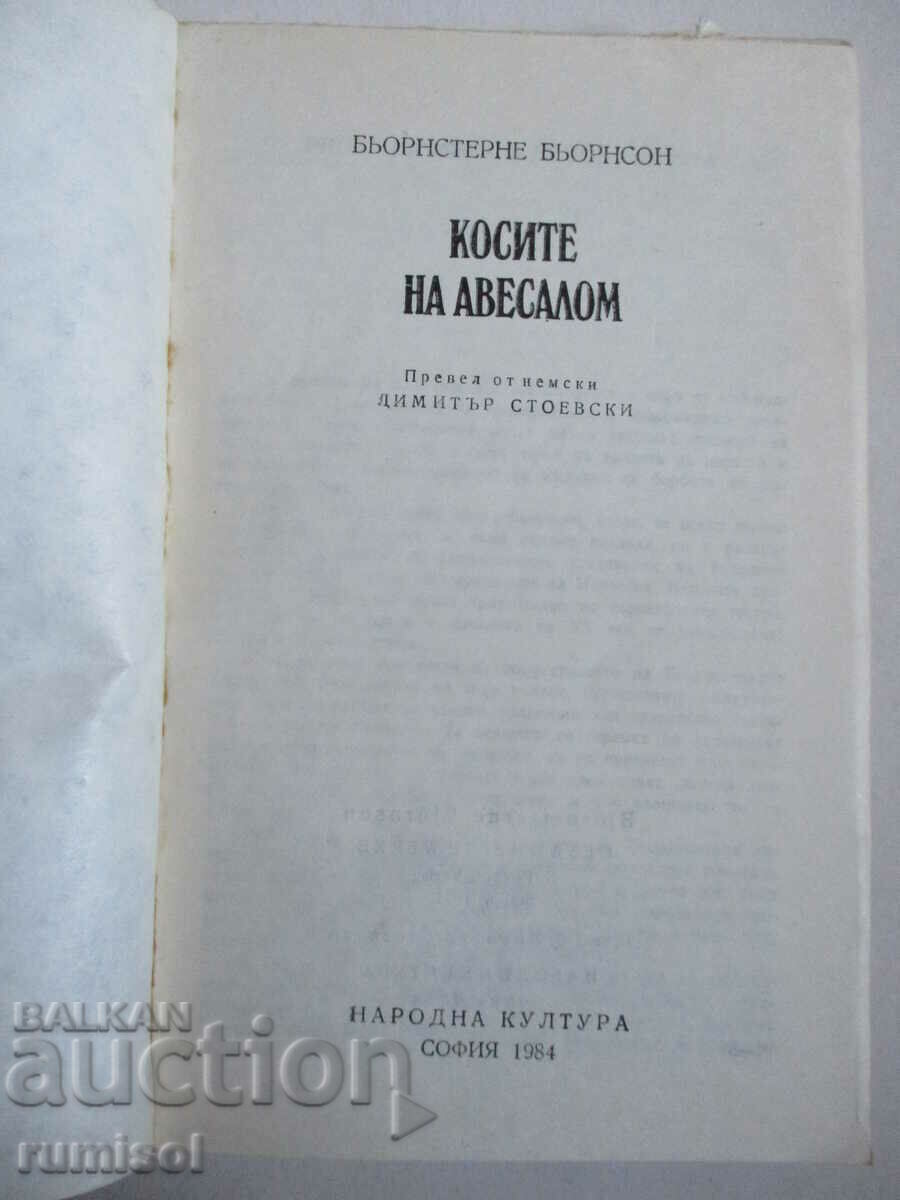 БЬОРНСТЕРНЕ БЬОРНСОН
КОСИТЕ
НА АВЕСАЛОМ
Превел от немски
ДИМИТЪР СТОЕВСКИ
НАРОДНА КУЛТУРА
СОФИЯ 1984
BALKAN
auction
rumisol